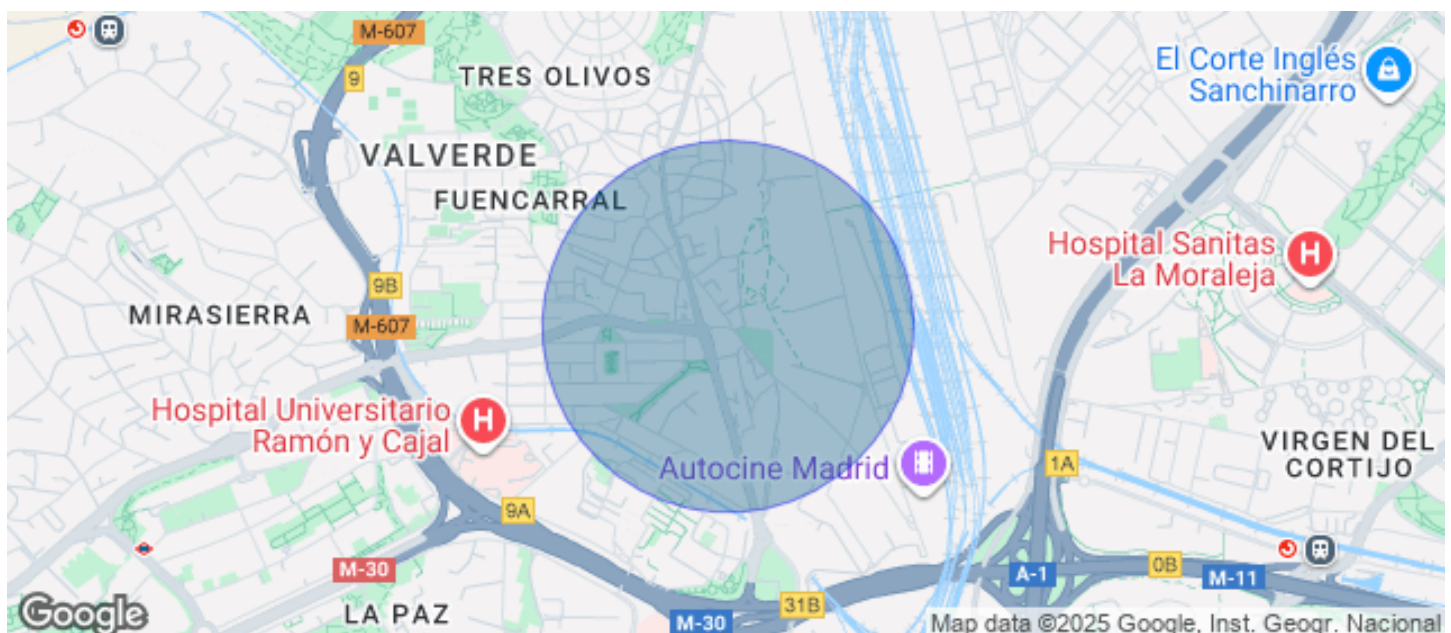 M-607
El Corte Inglés
Sanchinarro
TRES OLIVOS
9
VALVERDE
FUENCARRAL
Hospital Sanitas
La Moraleja
H
9B
MIRASIERRA
M-607
Hospital Universitario
Ramón y Cajal
H
VIRGEN DEL
CORTIJO
Autocine Madrid
1A
9A
M-30
A-1
0B
M-11
LA PAZ
31B
M-30
Google
Map data ©2025 Google, Inst. Geogr. Nacional